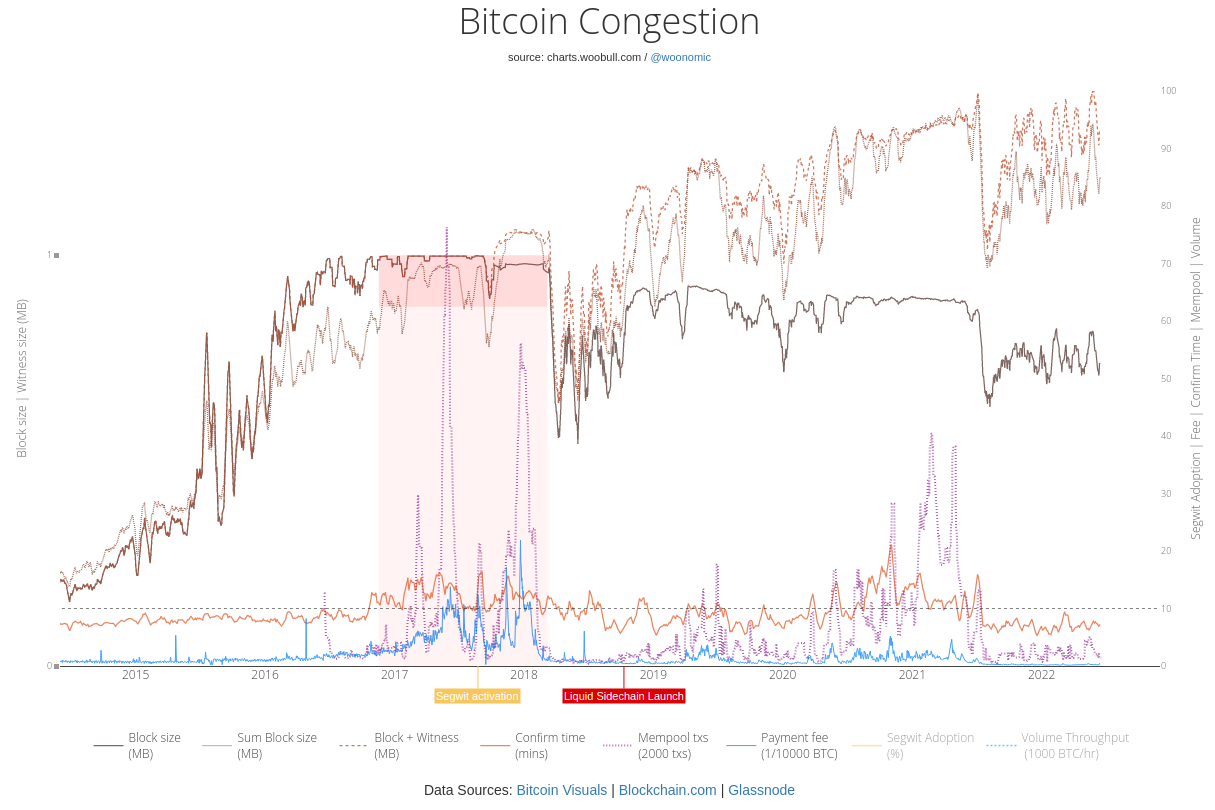 Bitcoin Congestion
source: charts.woobull.com / @woonomic
100
90
80
1
70
60
50
40
30
20
10
0
0
Block size | Witness size (MB)
Segwit Adoption | Fee | Confirm Time | Mempool | Volume
2015 2016 2017 2018 2019 2020 2021 2022
Segwit activation
Liquid Sidechain Launch
Block size (MB)
Sum Block size (MB)
Block + Witness (MB)
Confirm time (mins)
Mempool txs (2000 txs)
Payment fee (1/10000 BTC)
Segwit Adoption (%)
Volume Throughput (1000 BTC/hr)
Data Sources: Bitcoin Visuals | Blockchain.com | Glassnode